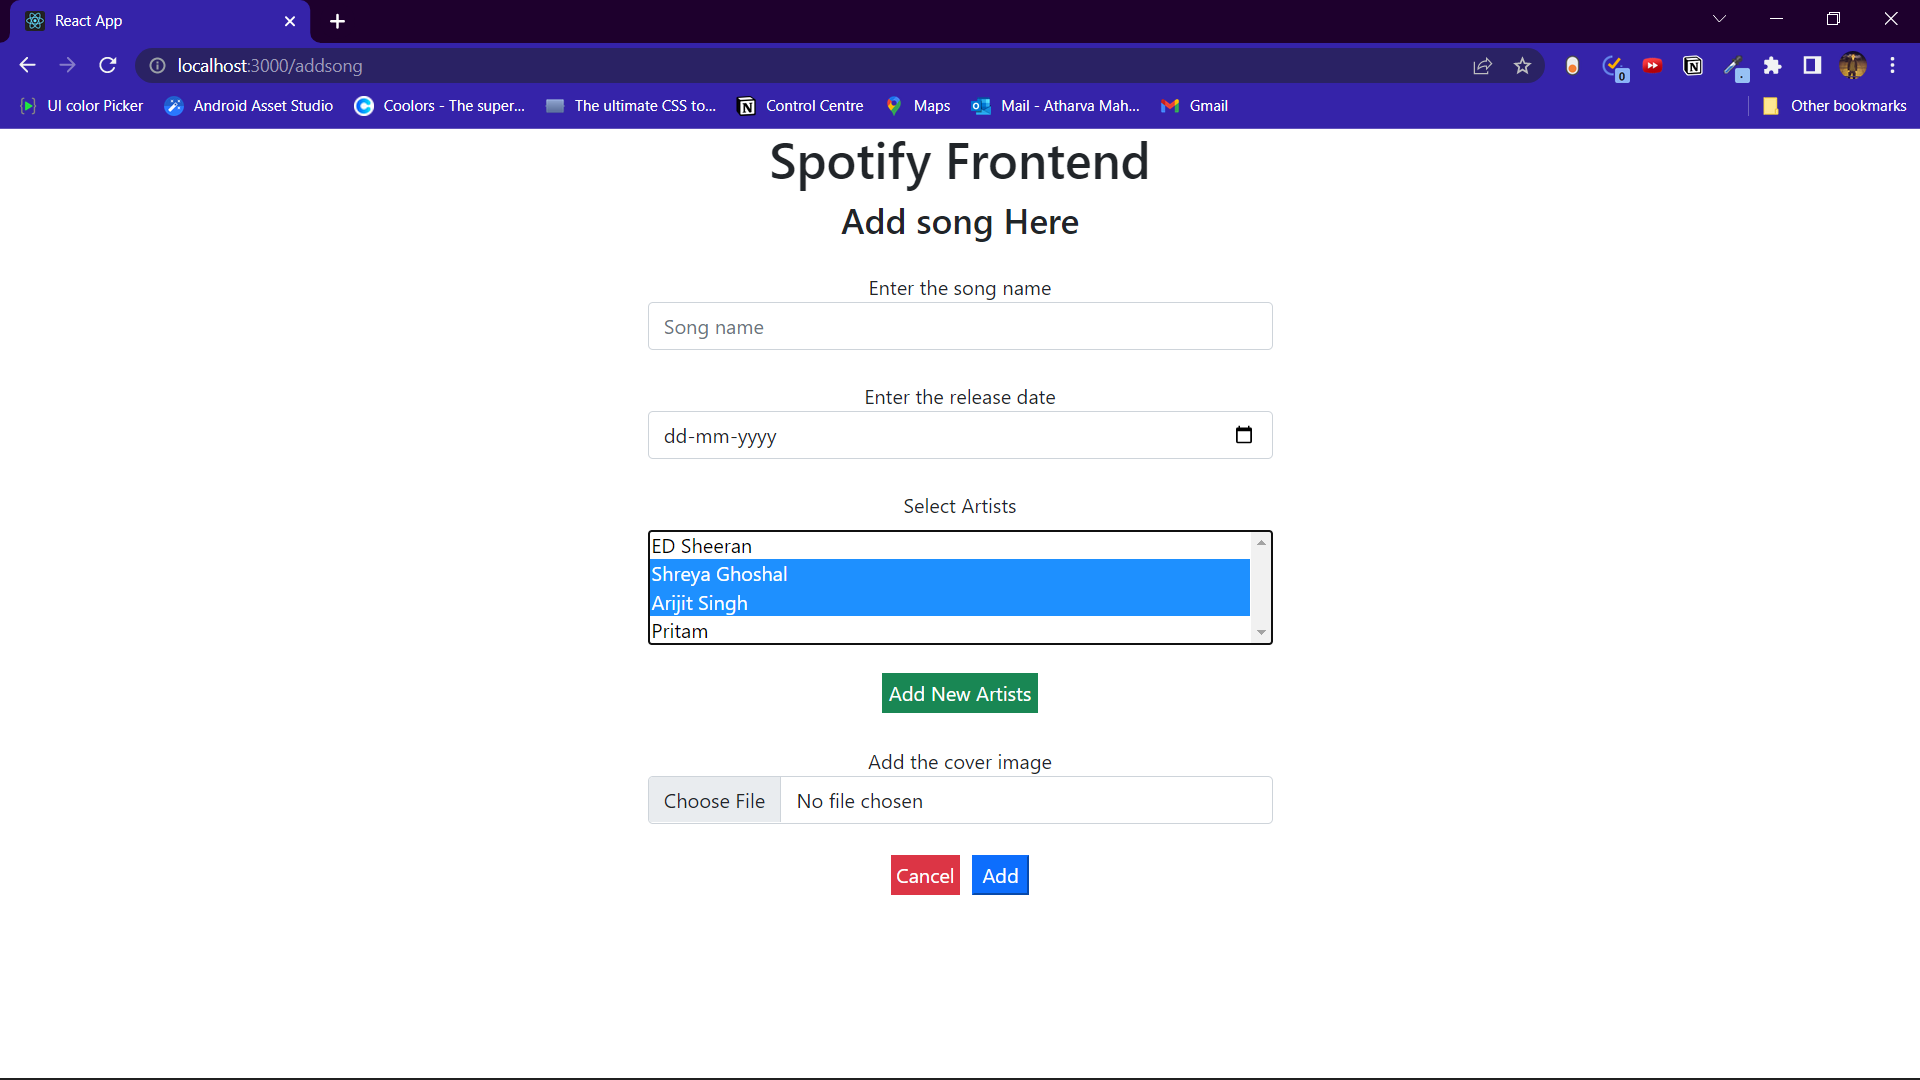 React App
localhost:3000/addsong
0
UI color Picker
Android Asset Studio
Coolors - The super...
The ultimate CSS to...
Control Centre
Maps
Mail - Atharva Mah...
Gmail
Other bookmarks
Spotify Frontend
Add song Here
Enter the song name
Song name
Enter the release date
dd-mm-yyyy
Select Artists
ED Sheeran
Shreya Ghoshal
Arijit Singh
Pritam
Add New Artists
Add the cover image
Choose File No file chosen
Cancel Add